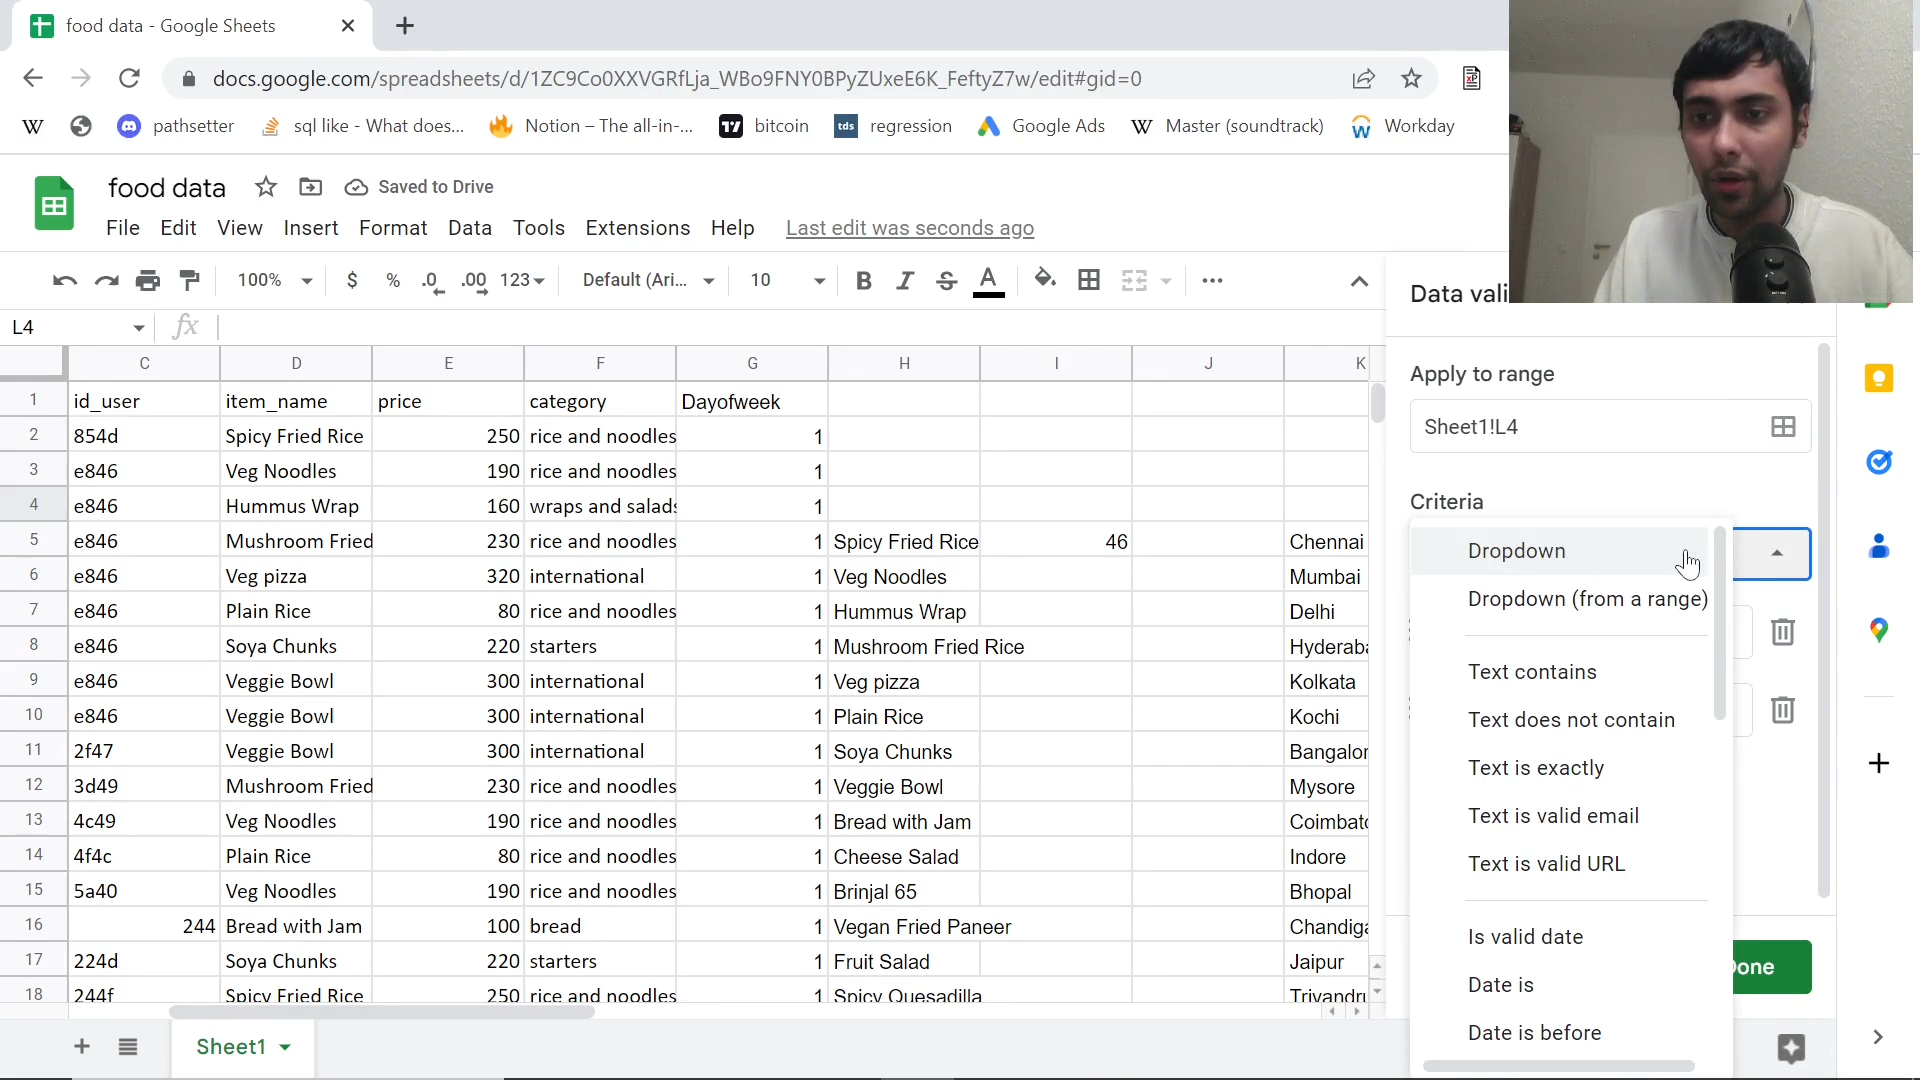 food data - Google Sheets
docs.google.com/spreadsheets/d/1ZC9Co0XXVGRfLja_WBo9FNY0BPyZUxeE6K_FeftyZ7w/edit#gid=0
pathsetter sql like - What does... Notion – The all-in-... bitcoin tds regression Google Ads Master (soundtrack) Workday
food data Saved to Drive
File Edit View Insert Format Data Tools Extensions Help Last edit was seconds ago
100% $ % .0 .00 123 Default (Ari... 10 B I S A
Data vali
L4 fx
C D E F G H I J K
1 id_user item_name price category Dayofweek
2 854d Spicy Fried Rice 250 rice and noodles 1
3 e846 Veg Noodles 190 rice and noodles 1
4 e846 Hummus Wrap 160 wraps and salads 1
5 e846 Mushroom Fried 230 rice and noodles 1 Spicy Fried Rice 46 Chennai
6 e846 Veg pizza 320 international 1 Veg Noodles Mumbai
7 e846 Plain Rice 80 rice and noodles 1 Hummus Wrap Delhi
8 e846 Soya Chunks 220 starters 1 Mushroom Fried Rice Hyderaba
9 e846 Veggie Bowl 300 international 1 Veg pizza Kolkata
10 e846 Veggie Bowl 300 international 1 Plain Rice Kochi
11 2f47 Veggie Bowl 300 international 1 Soya Chunks Bangalor
12 3d49 Mushroom Fried 230 rice and noodles 1 Veggie Bowl Mysore
13 4c49 Veg Noodles 190 rice and noodles 1 Bread with Jam Coimbato
14 4f4c Plain Rice 80 rice and noodles 1 Cheese Salad Indore
15 5a40 Veg Noodles 190 rice and noodles 1 Brinjal 65 Bhopal
16 244 Bread with Jam 100 bread 1 Vegan Fried Paneer Chandiga
17 224d Soya Chunks 220 starters 1 Fruit Salad Jaipur
18 244f Spicy Fried Rice 250 rice and noodles 1 Spicy Quesadilla Trivandru
Sheet1
Apply to range
Sheet1!L4
Criteria
Dropdown
Dropdown (from a range)
Text contains
Text does not contain
Text is exactly
Text is valid email
Text is valid URL
Is valid date
Date is
Date is before
Done